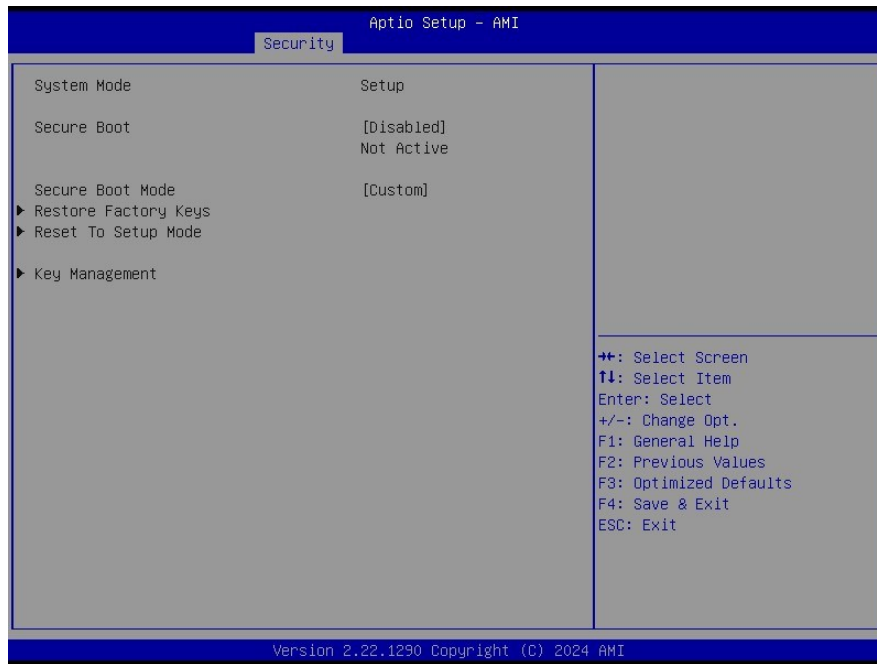 Aptio Setup - AMI
Security
System Mode Setup
Secure Boot [Disabled]
Not Active
Secure Boot Mode [Custom]
▶ Restore Factory Keys
▶ Reset To Setup Mode
▶ Key Management
→←: Select Screen
↑↓: Select Item
Enter: Select
+/-: Change Opt.
F1: General Help
F2: Previous Values
F3: Optimized Defaults
F4: Save & Exit
ESC: Exit
Version 2.22.1290 Copyright (C) 2024 AMI